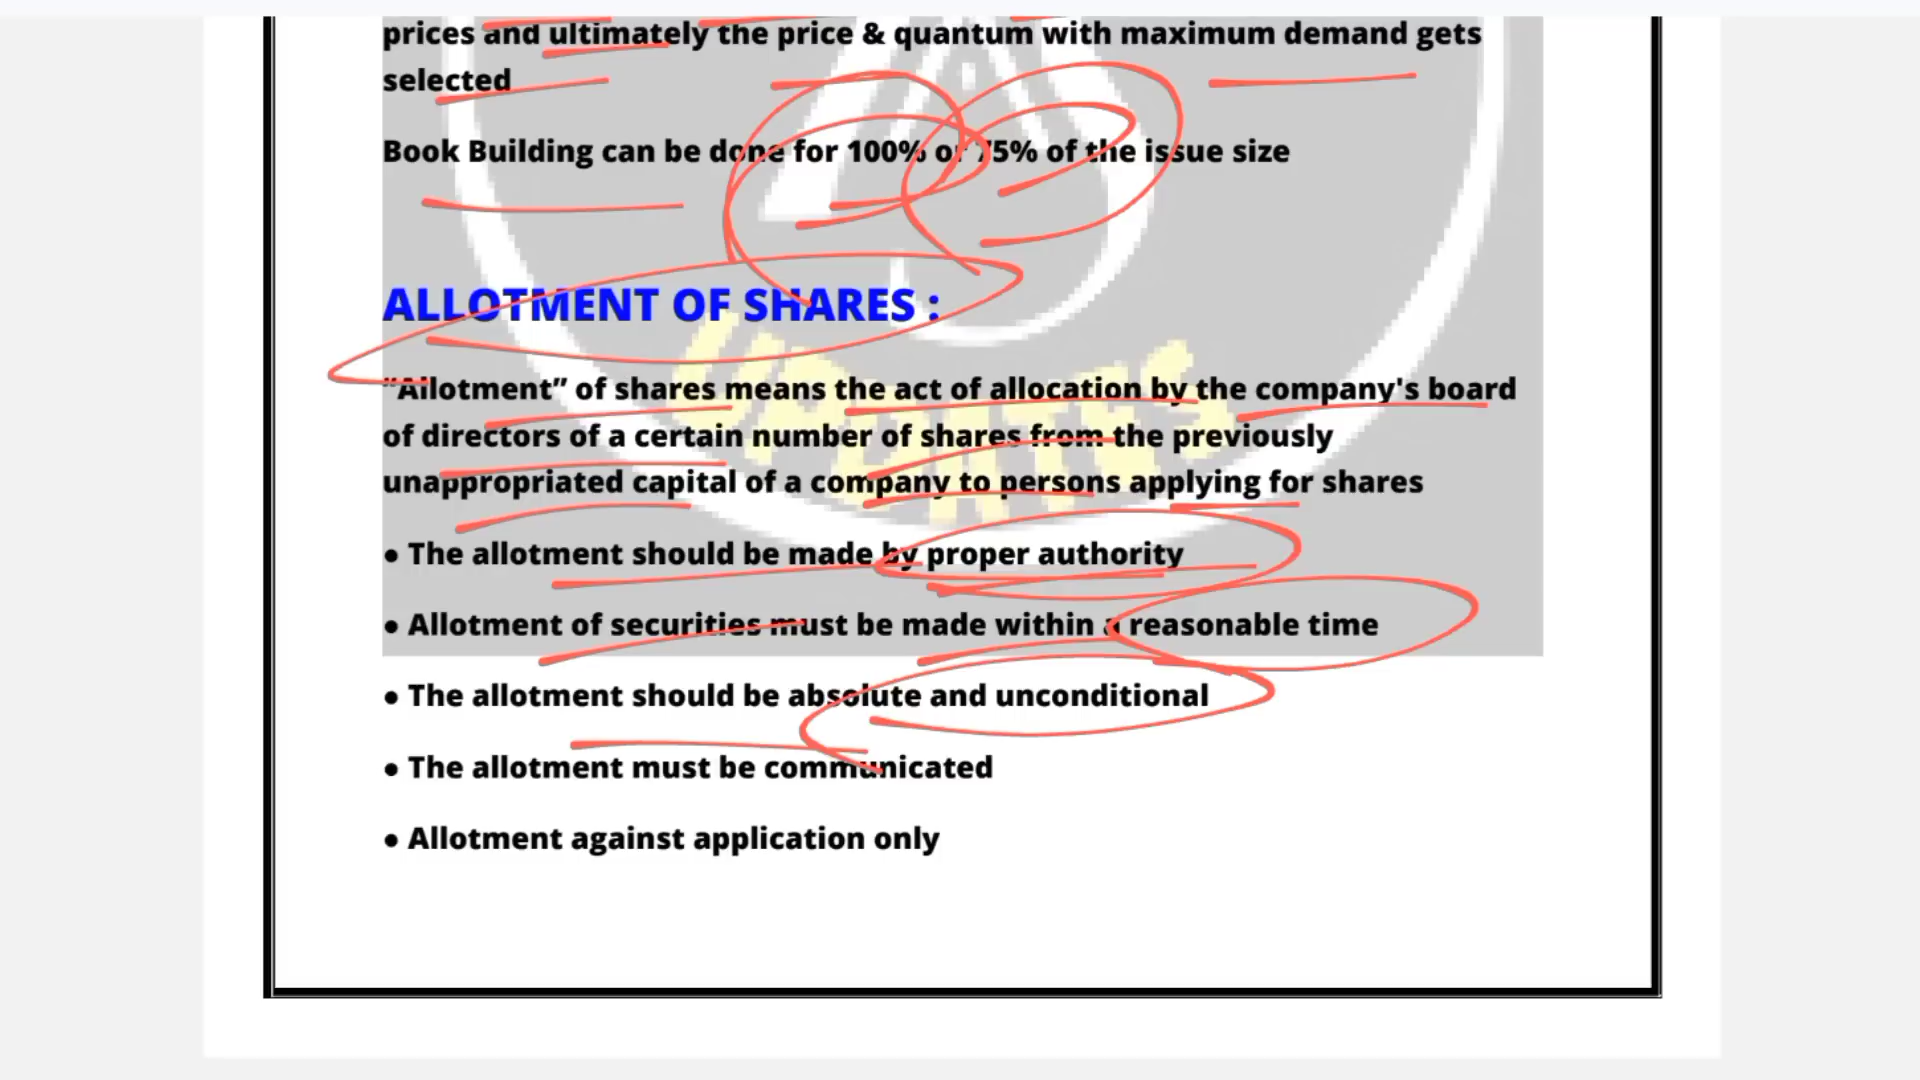 prices and ultimately the price & quantum with maximum demand gets
selected
Book Building can be done for 100% or 75% of the issue size
ALLOTMENT OF SHARES :
“Allotment” of shares means the act of allocation by the company's board
of directors of a certain number of shares from the previously
unappropriated capital of a company to persons applying for shares
• The allotment should be made by proper authority
• Allotment of securities must be made within a reasonable time
• The allotment should be absolute and unconditional
• The allotment must be communicated
• Allotment against application only
UPDATES